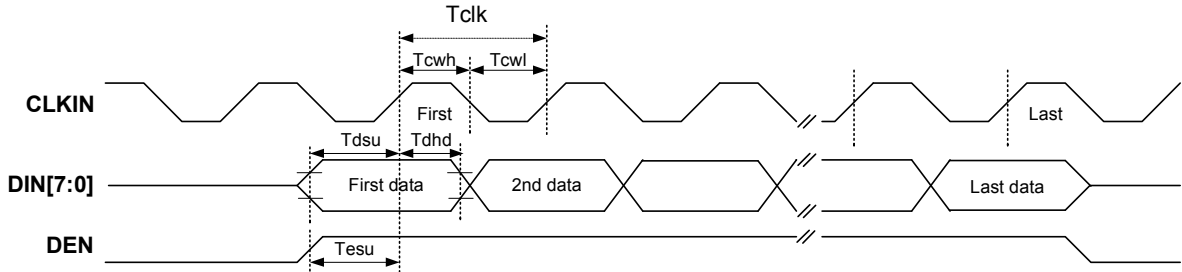 Tclk
Tcwh Tcwl
CLKIN
First Last
Tdsu Tdhd
DIN[7:0] First data 2nd data Last data
DEN
Tesu